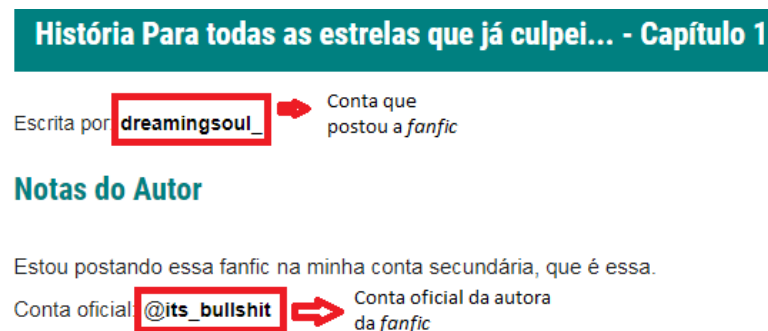 História Para todas as estrelas que já culpei... - Capítulo 1
Escrita por: dreamingsoul_
Conta que
postou a fanfic
Notas do Autor
Estou postando essa fanfic na minha conta secundária, que é essa.
Conta oficial: @its_bullshit
Conta oficial da autora
da fanfic